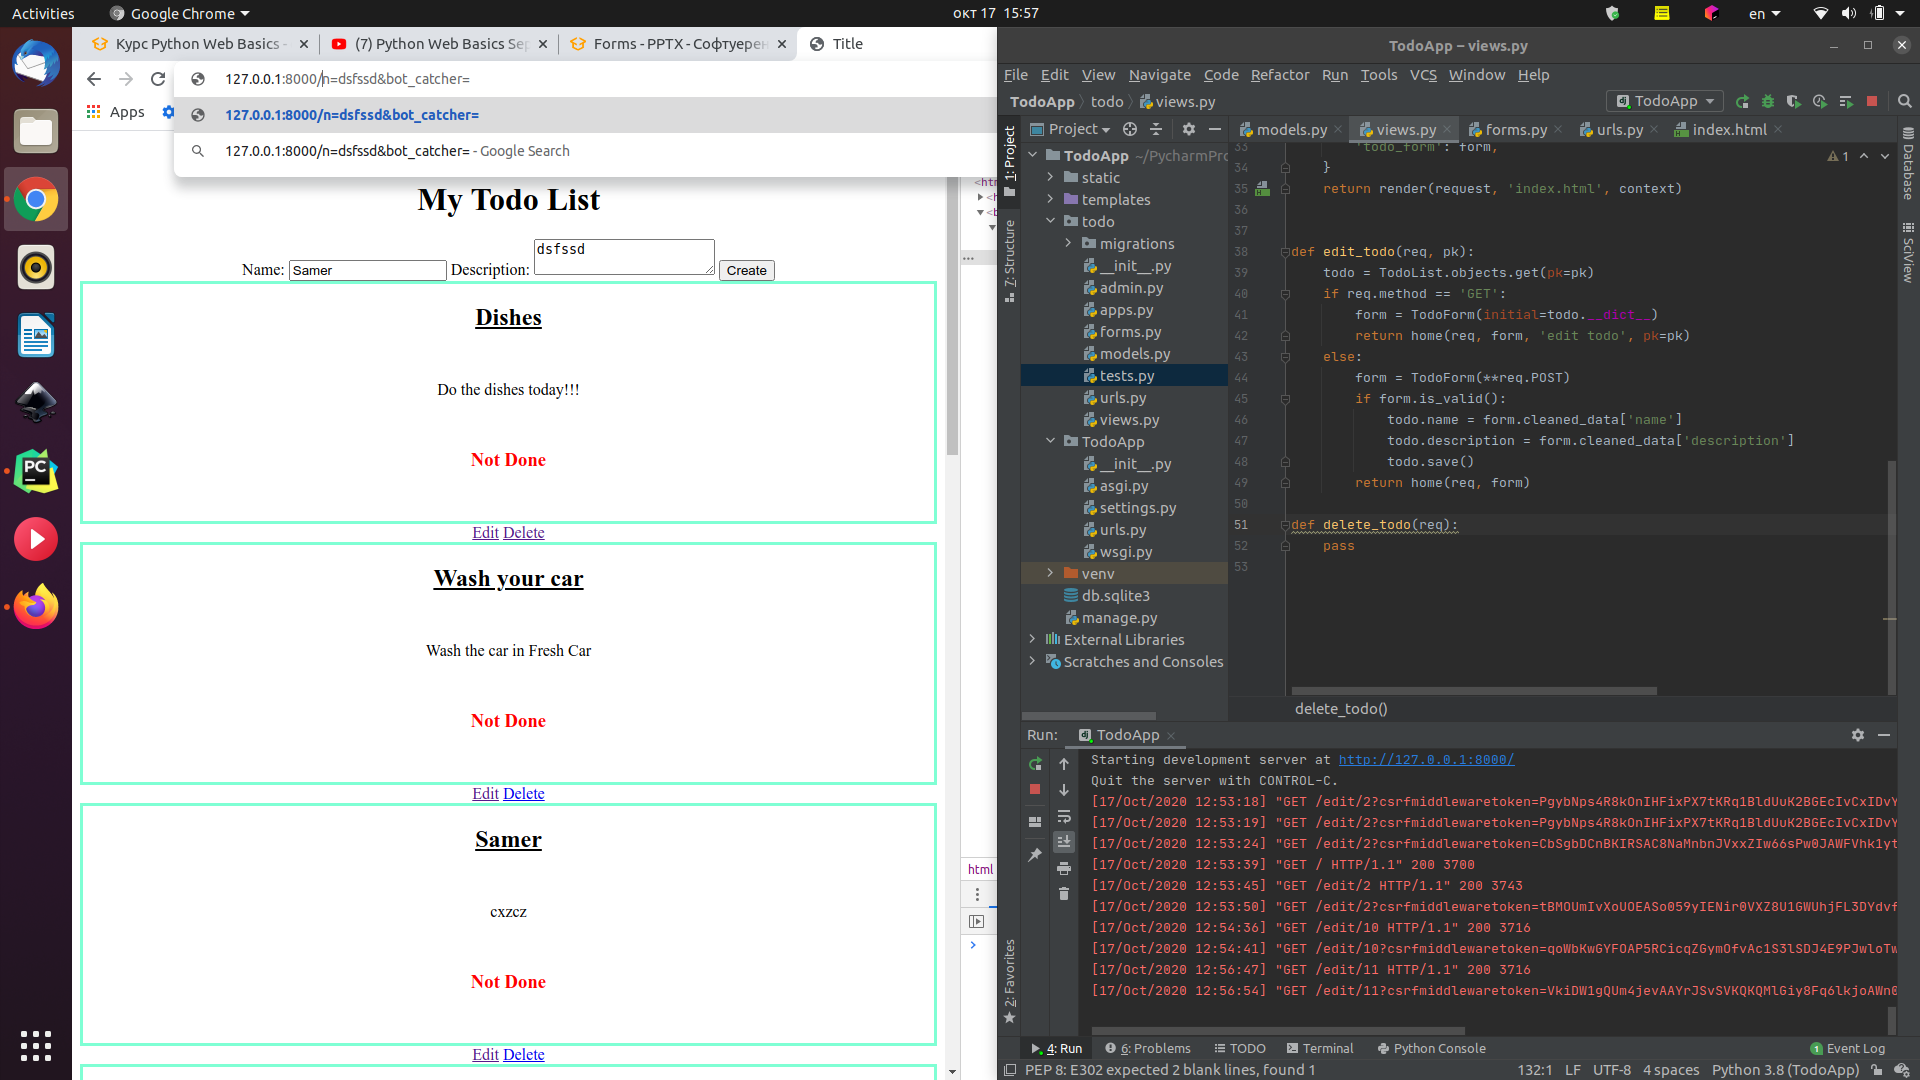 Activities
Google Chrome
окт 17 15:57
en
Курс Python Web Basics -
(7) Python Web Basics Sep
Forms - PPTX - Софтуерен
Title
127.0.0.1:8000/n=dsfssd&bot_catcher=
Apps
127.0.0.1:8000/n=dsfssd&bot_catcher=
127.0.0.1:8000/n=dsfssd&bot_catcher= - Google Search
My Todo List
Name: Samer Description: dsfssd Create
Dishes
Do the dishes today!!!
Not Done
Edit Delete
Wash your car
Wash the car in Fresh Car
Not Done
Edit Delete
Samer
cxzcz
Not Done
Edit Delete
html
TodoApp – views.py
File Edit View Navigate Code Refactor Run Tools VCS Window Help
TodoApp todo views.py
TodoApp
1: Project
7: Structure
2: Favorites
Project
TodoApp ~/PycharmPro
static
templates
todo
migrations
__init__.py
admin.py
apps.py
forms.py
models.py
tests.py
urls.py
views.py
TodoApp
__init__.py
asgi.py
settings.py
urls.py
wsgi.py
venv
db.sqlite3
manage.py
External Libraries
Scratches and Consoles
models.py views.py forms.py urls.py index.html
33 'todo_form': form,
34 }
35 return render(request, 'index.html', context)
36
37
38 def edit_todo(req, pk):
39 todo = TodoList.objects.get(pk=pk)
40 if req.method == 'GET':
41 form = TodoForm(initial=todo.__dict__)
42 return home(req, form, 'edit todo', pk=pk)
43 else:
44 form = TodoForm(**req.POST)
45 if form.is_valid():
46 todo.name = form.cleaned_data['name']
47 todo.description = form.cleaned_data['description']
48 todo.save()
49 return home(req, form)
50
51 def delete_todo(req):
52 pass
53
1
delete_todo()
Database
SciView
Run: TodoApp
Starting development server at http://127.0.0.1:8000/
Quit the server with CONTROL-C.
[17/Oct/2020 12:53:18] "GET /edit/2?csrfmiddlewaretoken=PgybNps4R8kOnIHFixPX7tKRq1BldUuK2BGEcIvCxIDvY
[17/Oct/2020 12:53:19] "GET /edit/2?csrfmiddlewaretoken=PgybNps4R8kOnIHFixPX7tKRq1BldUuK2BGEcIvCxIDvY
[17/Oct/2020 12:53:24] "GET /edit/2?csrfmiddlewaretoken=CbSgbDCnBKIRSAC8NaMnbnJVxxZIw66sPw0JAWFVhk1yt
[17/Oct/2020 12:53:39] "GET / HTTP/1.1" 200 3700
[17/Oct/2020 12:53:45] "GET /edit/2 HTTP/1.1" 200 3743
[17/Oct/2020 12:53:50] "GET /edit/2?csrfmiddlewaretoken=tBMOUmIvXoUOEASo059yIENir0VXZ8U1GWUhjFL3DYdvf
[17/Oct/2020 12:54:36] "GET /edit/10 HTTP/1.1" 200 3716
[17/Oct/2020 12:54:41] "GET /edit/10?csrfmiddlewaretoken=qoWbKwGYFOAP5RCicqZGymOfvAc1S3lSDJ4E9PJwloTw
[17/Oct/2020 12:56:47] "GET /edit/11 HTTP/1.1" 200 3716
[17/Oct/2020 12:56:54] "GET /edit/11?csrfmiddlewaretoken=VkiDW1gQUm4jevAAYrJSvSVKQKQMlGiy8Fq6lkjoAWn0
4: Run 6: Problems TODO Terminal Python Console
1 Event Log
PEP 8: E302 expected 2 blank lines, found 1
132:1 LF UTF-8 4 spaces Python 3.8 (TodoApp)